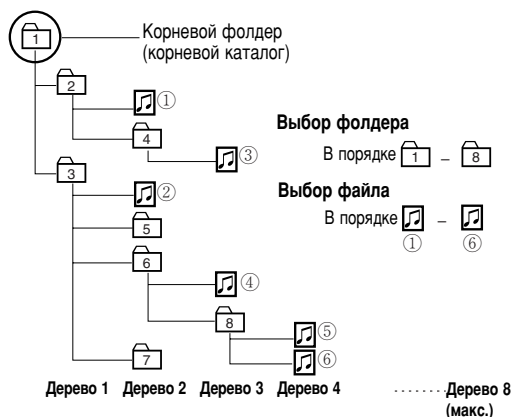 Корневой фолдер
(корневой каталог)
1
2
①
4
③
3
②
5
6
④
8
⑤
⑥
7
Выбор фолдера
В порядке 1 – 8
Выбор файла
В порядке –
① ⑥
Дерево 1 Дерево 2 Дерево 3 Дерево 4 ········Дерево 8
(макс.)